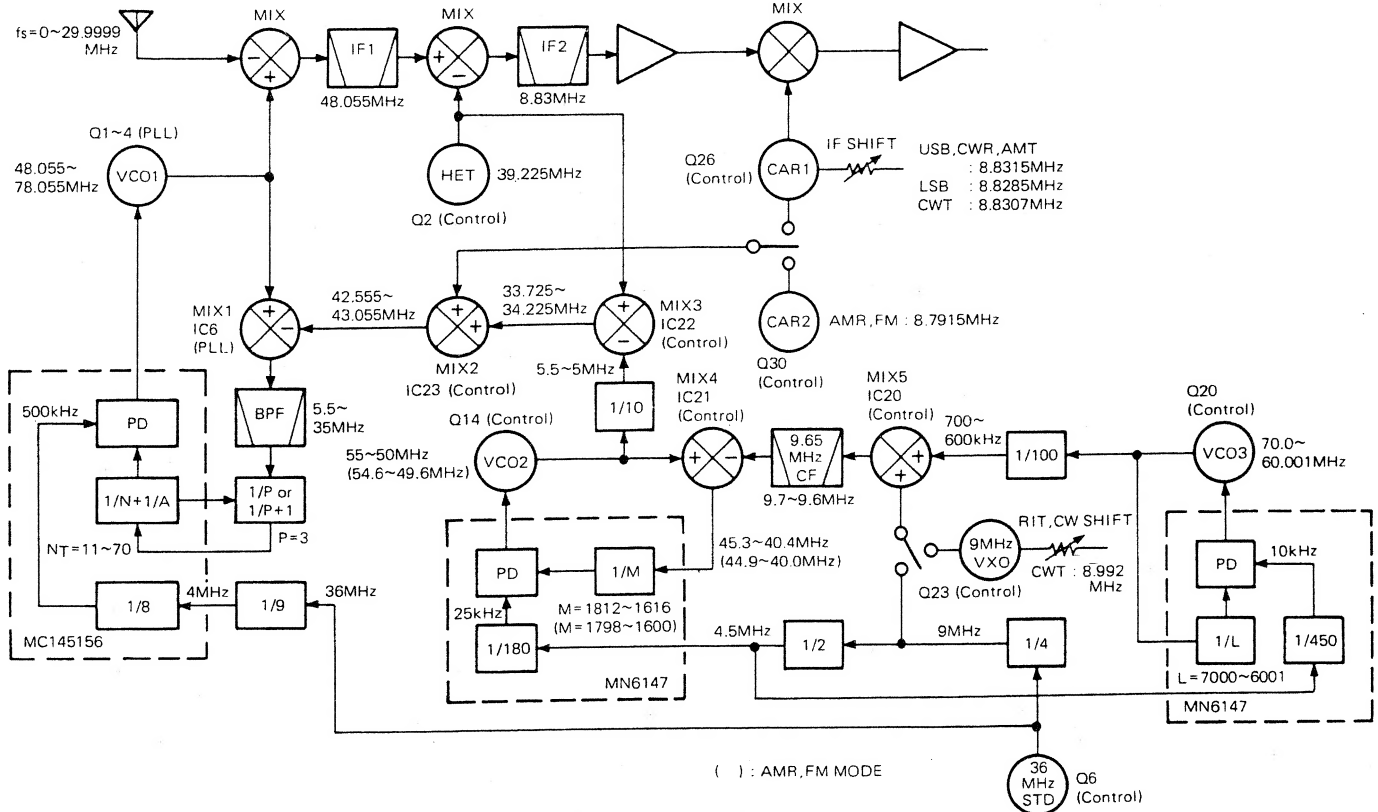 fs=0~29.9999
MHz
MIX
MIX
MIX
−
+
IF1
+
−
IF2
48.055MHz
8.83MHz
Q1~4 (PLL)
48.055~
78.055MHz
VCO1
HET
39.225MHz
Q2 (Control)
Q26
(Control)
CAR1
IF SHIFT
USB,CWR,AMT
: 8.8315MHz
LSB : 8.8285MHz
CWT : 8.8307MHz
MIX1
IC6
(PLL)
+
−
42.555~
43.055MHz
+
+
MIX2
IC23 (Control)
33.725~
34.225MHz
+
−
MIX3
IC22
(Control)
CAR2
AMR,FM : 8.7915MHz
Q30
(Control)
500kHz
PD
BPF
5.5~
35MHz
1/N+1/A
1/P or
1/P+1
NT=11~70
P=3
1/8
4MHz
1/9
36MHz
MC145156
5.5~5MHz
1/10
Q14 (Control)
55~50MHz
(54.6~49.6MHz)
VCO2
MIX4
IC21
(Control)
+
−
9.65
MHz
CF
9.7~9.6MHz
MIX5
IC20
(Control)
+
+
700~
600kHz
1/100
Q20
(Control)
VCO3
70.0~
60.001MHz
45.3~40.4MHz
(44.9~40.0MHz)
PD
1/M
25kHz
M=1812~1616
(M=1798~1600)
1/180
MN6147
9MHz
VXO
RIT,CW SHIFT
CWT : 8.992
MHz
Q23 (Control)
4.5MHz
1/2
9MHz
1/4
PD
10kHz
1/L
1/450
L=7000~6001
MN6147
( ) : AMR,FM MODE
36
MHz
STD
Q6
(Control)